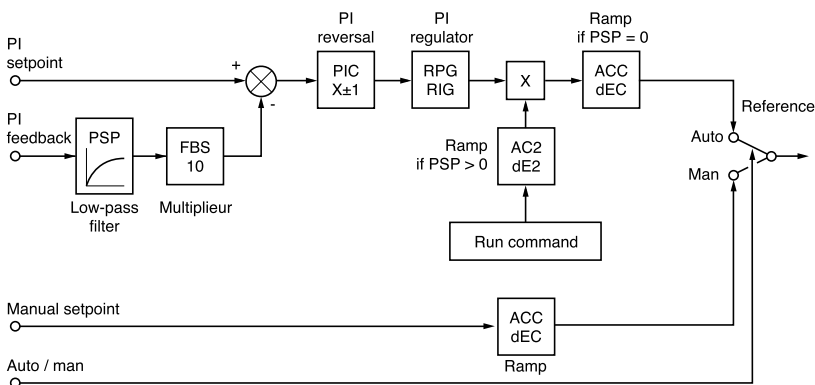 PI
setpoint
+
-
PI
reversal
PIC
X±1
PI
regulator
RPG
RIG
X
Ramp
if PSP = 0
ACC
dEC
Reference
PI
feedback
PSP
Low-pass
filter
FBS
10
Multiplieur
Ramp
if PSP > 0
AC2
dE2
Run command
Auto
Man
Manual setpoint
ACC
dEC
Ramp
Auto / man